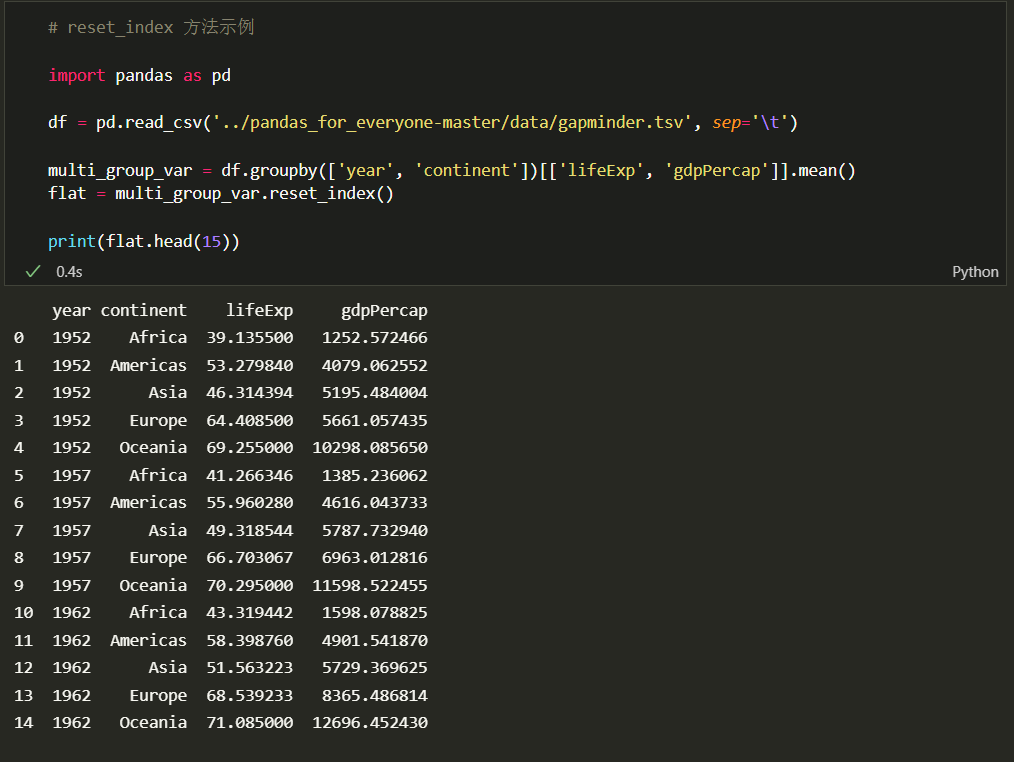 # reset_index 方法示例
import pandas as pd
df = pd.read_csv('../pandas_for_everyone-master/data/gapminder.tsv', sep='\t')
multi_group_var = df.groupby(['year', 'continent'])[['lifeExp', 'gdpPercap']].mean()
flat = multi_group_var.reset_index()
print(flat.head(15))
0.4s Python
year continent lifeExp gdpPercap
0 1952 Africa 39.135500 1252.572466
1 1952 Americas 53.279840 4079.062552
2 1952 Asia 46.314394 5195.484004
3 1952 Europe 64.408500 5661.057435
4 1952 Oceania 69.255000 10298.085650
5 1957 Africa 41.266346 1385.236062
6 1957 Americas 55.960280 4616.043733
7 1957 Asia 49.318544 5787.732940
8 1957 Europe 66.703067 6963.012816
9 1957 Oceania 70.295000 11598.522455
10 1962 Africa 43.319442 1598.078825
11 1962 Americas 58.398760 4901.541870
12 1962 Asia 51.563223 5729.369625
13 1962 Europe 68.539233 8365.486814
14 1962 Oceania 71.085000 12696.452430